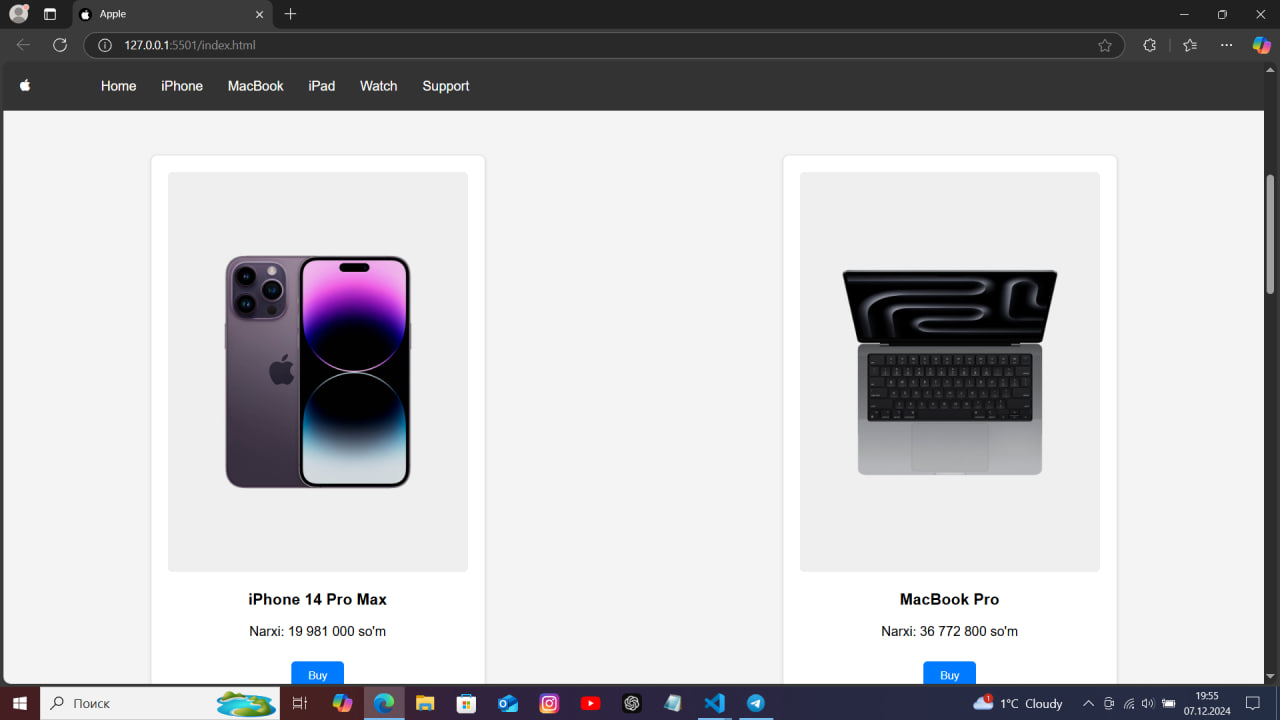 Apple
127.0.0.1:5501/index.html
Home iPhone MacBook iPad Watch Support
iPhone 14 Pro Max
Narxi: 19 981 000 so'm
Buy
MacBook Pro
Narxi: 36 772 800 so'm
Buy
Поиск
1
1°C Cloudy
19:55
07.12.2024